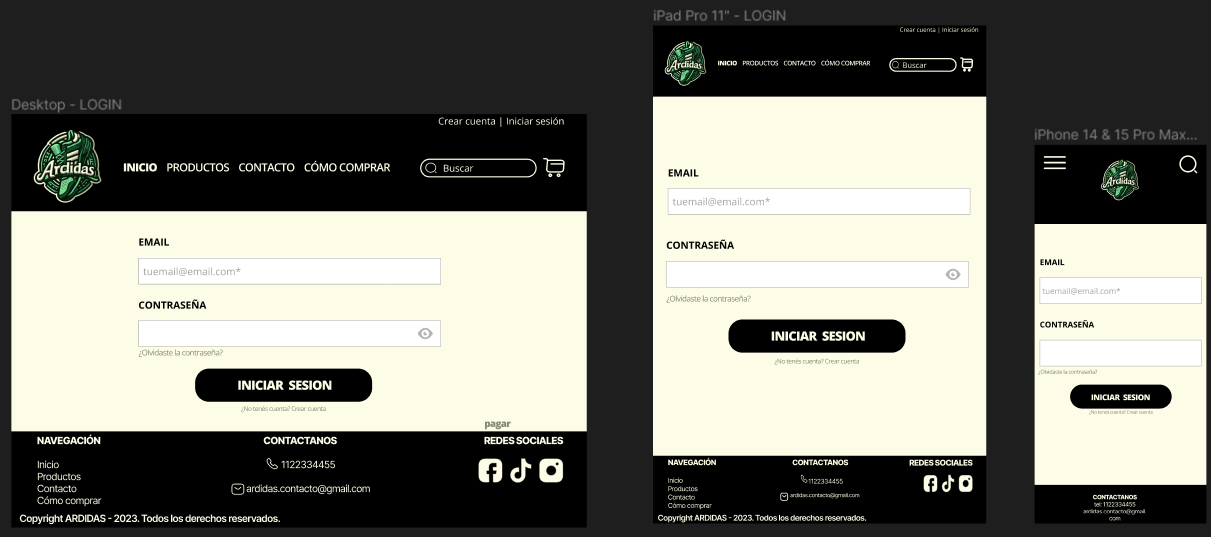 Desktop - LOGIN
Crear cuenta | Iniciar sesión
Ardidas
INICIO PRODUCTOS CONTACTO CÓMO COMPRAR
Buscar
EMAIL
tuemail@email.com*
CONTRASEÑA
¿Olvidaste la contraseña?
INICIAR SESION
¿No tenés cuenta? Crear cuenta
pagar
NAVEGACIÓN
Inicio
Productos
Contacto
Cómo comprar
CONTACTANOS
1122334455
ardidas.contacto@gmail.com
REDES SOCIALES
Copyright ARDIDAS - 2023. Todos los derechos reservados.
iPad Pro 11" - LOGIN
Crear cuenta | Iniciar sesión
Ardidas
INICIO PRODUCTOS CONTACTO CÓMO COMPRAR
Buscar
EMAIL
tuemail@email.com*
CONTRASEÑA
¿Olvidaste la contraseña?
INICIAR SESION
¿No tenés cuenta? Crear cuenta
NAVEGACIÓN
Inicio
Productos
Contacto
Cómo comprar
CONTACTANOS
1122334455
ardidas.contacto@gmail.com
REDES SOCIALES
Copyright ARDIDAS - 2023. Todos los derechos reservados.
iPhone 14 & 15 Pro Max...
Ardidas
EMAIL
tuemail@email.com*
CONTRASEÑA
¿Olvidaste la contraseña?
INICIAR SESION
¿No tenés cuenta? Crear cuenta
CONTACTANOS
tel: 1122334455
ardidas.contacto@gmail.
com